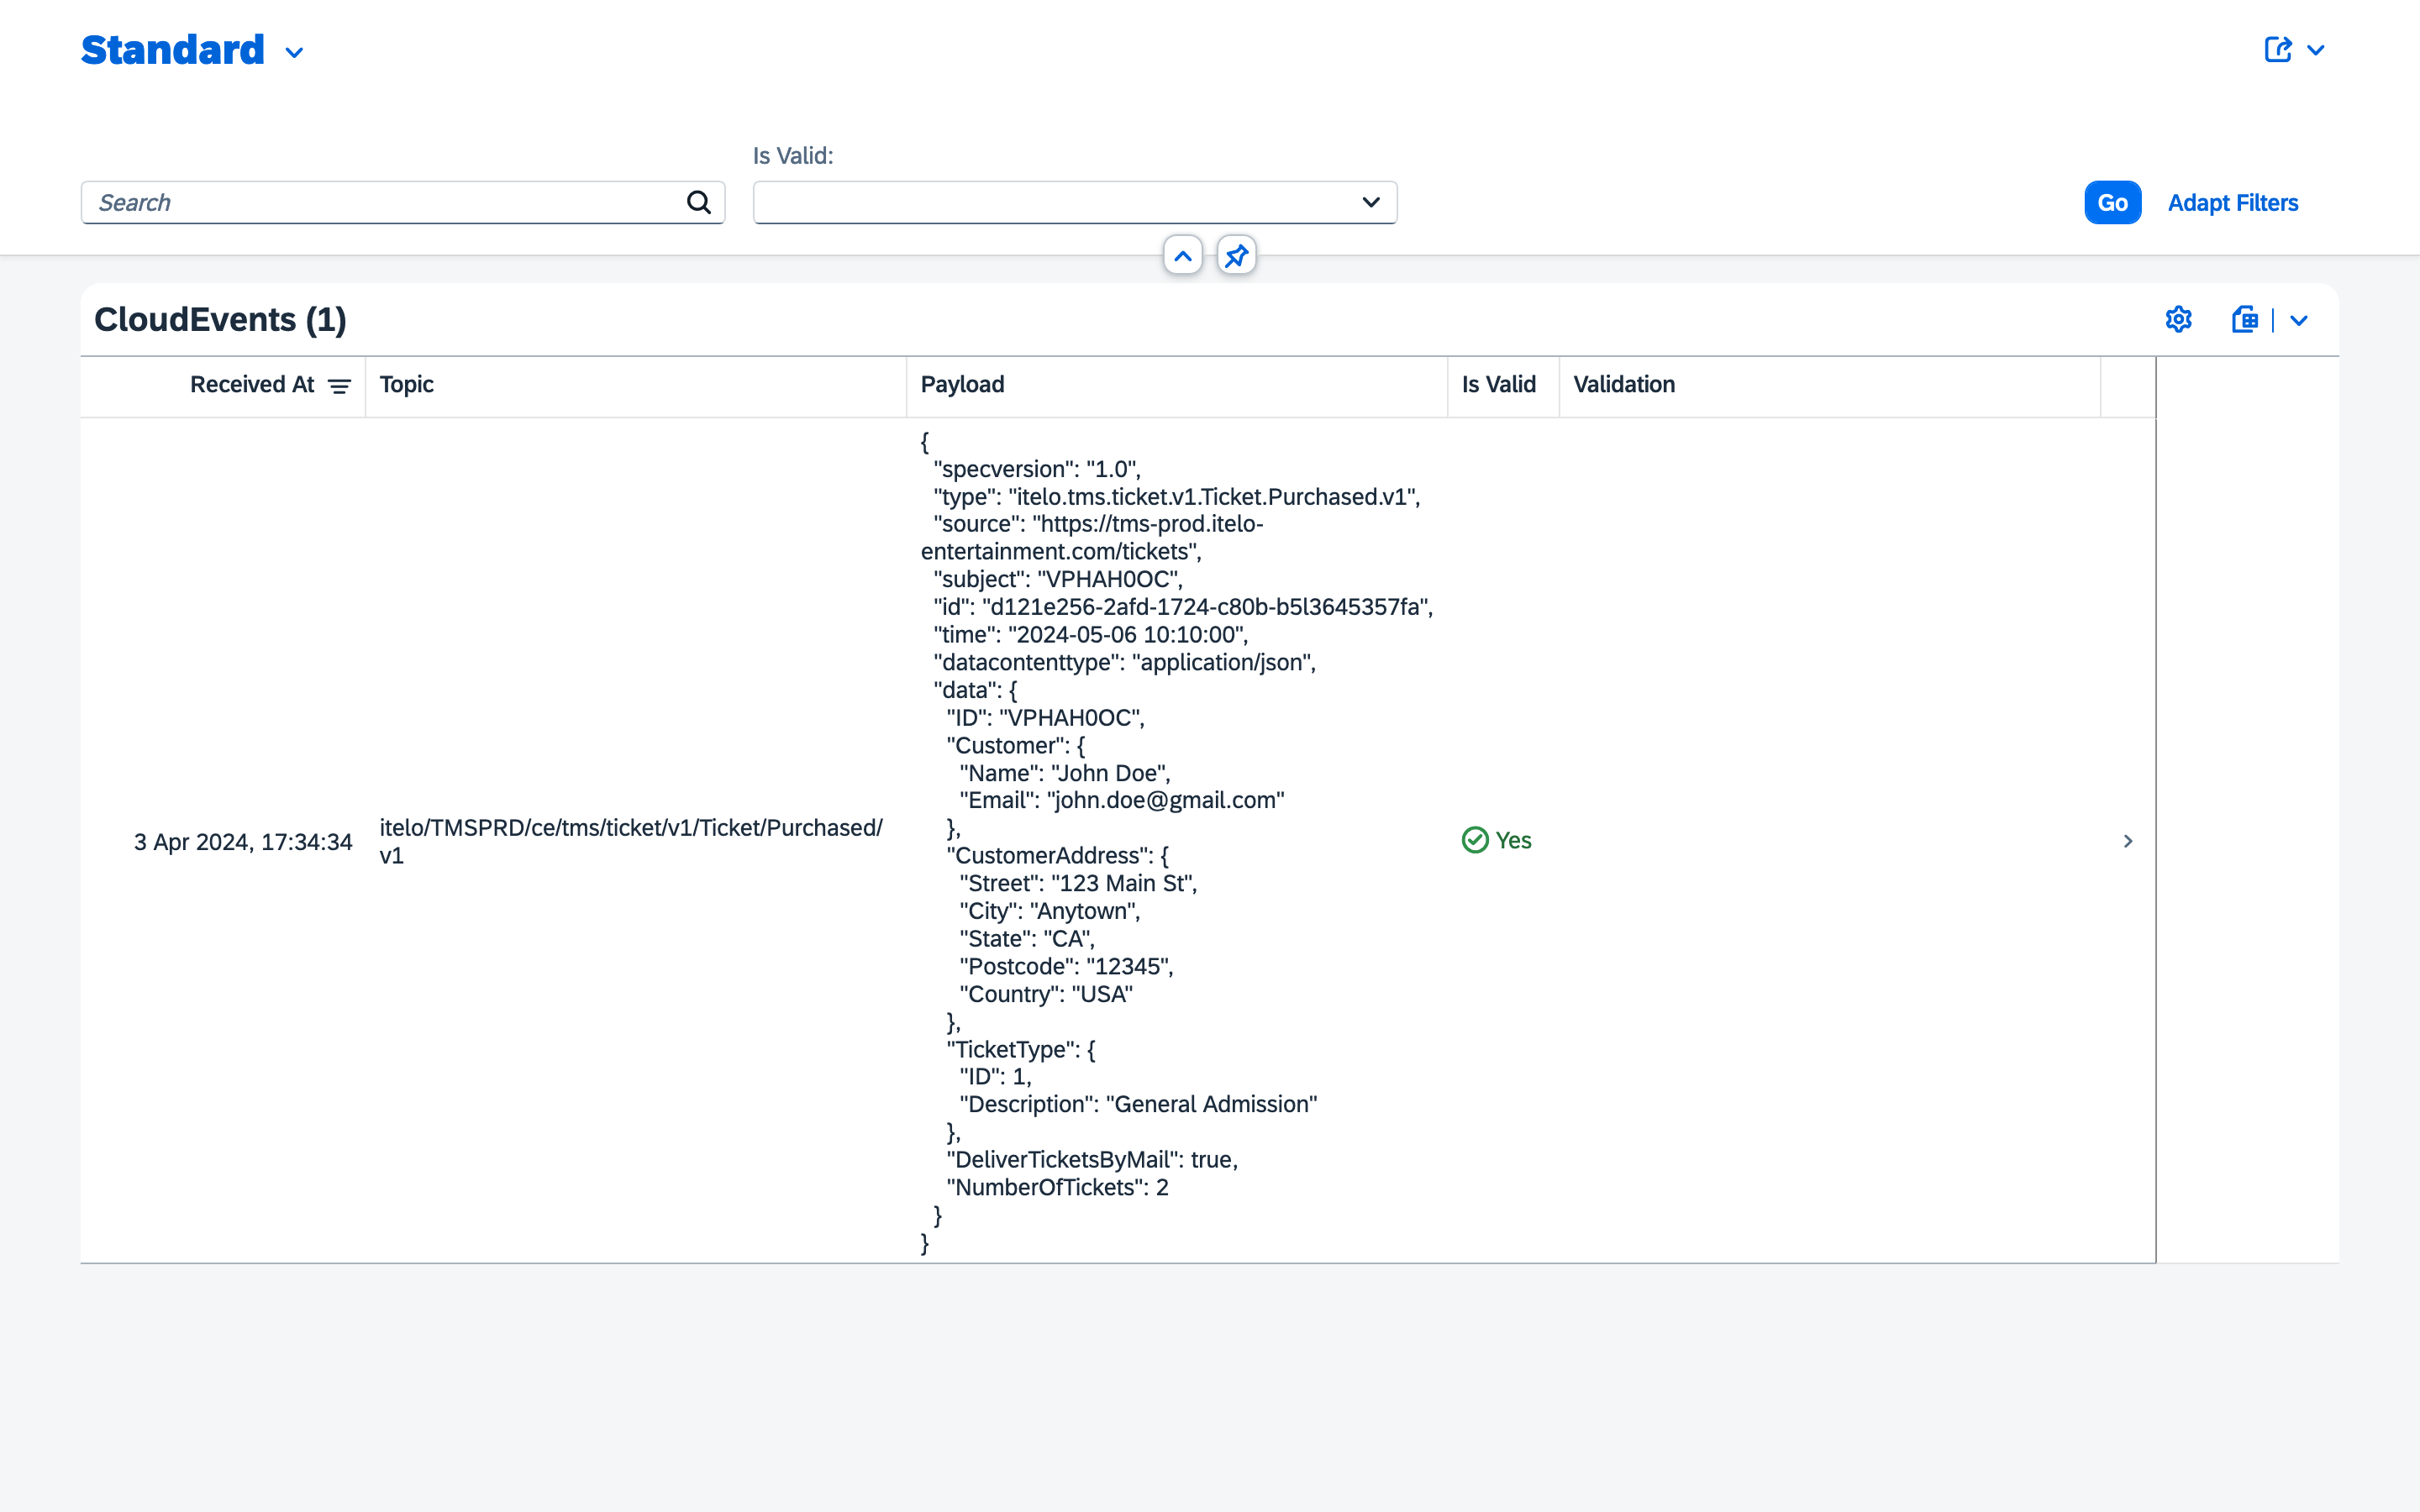 Standard
Is Valid:
Search
Go
Adapt Filters
CloudEvents (1)
Received At
Topic
Payload
Is Valid
Validation
{
"specversion": "1.0",
"type": "itelo.tms.ticket.v1.Ticket.Purchased.v1",
"source": "https://tms-prod.itelo-
entertainment.com/tickets",
"subject": "VPHAH0OC",
"id": "d121e256-2afd-1724-c80b-b5l3645357fa",
"time": "2024-05-06 10:10:00",
"datacontenttype": "application/json",
"data": {
"ID": "VPHAH0OC",
"Customer": {
"Name": "John Doe",
"Email": "john.doe@gmail.com"
},
"CustomerAddress": {
"Street": "123 Main St",
"City": "Anytown",
"State": "CA",
"Postcode": "12345",
"Country": "USA"
},
"TicketType": {
"ID": 1,
"Description": "General Admission"
},
"DeliverTicketsByMail": true,
"NumberOfTickets": 2
}
}
3 Apr 2024, 17:34:34
itelo/TMSPRD/ce/tms/ticket/v1/Ticket/Purchased/
v1
Yes